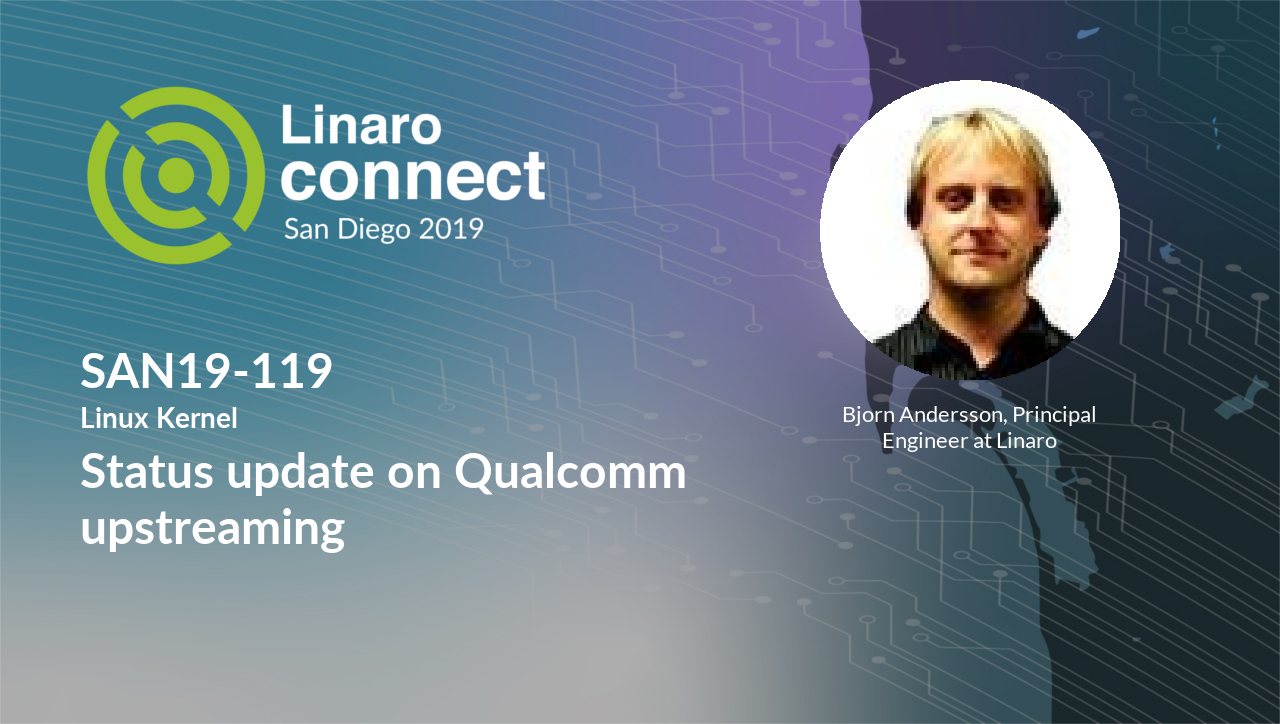 Linaro
connect
San Diego 2019
SAN19-119
Linux Kernel
Status update on Qualcomm
upstreaming
Bjorn Andersson, Principal
Engineer at Linaro